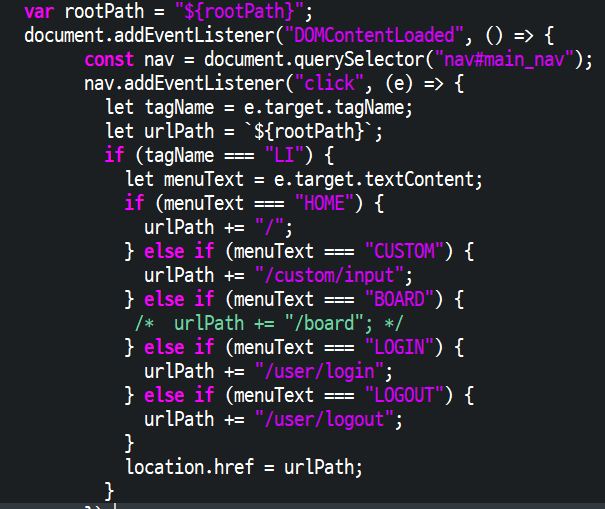 var rootPath = "${rootPath}";
document.addEventListener("DOMContentLoaded", () => {
const nav = document.querySelector("nav#main_nav");
nav.addEventListener("click", (e) => {
let tagName = e.target.tagName;
let urlPath = `${rootPath}`;
if (tagName === "LI") {
let menuText = e.target.textContent;
if (menuText === "HOME") {
urlPath += "/";
} else if (menuText === "CUSTOM") {
urlPath += "/custom/input";
} else if (menuText === "BOARD") {
/*  urlPath += "/board"; */
} else if (menuText === "LOGIN") {
urlPath += "/user/login";
} else if (menuText === "LOGOUT") {
urlPath += "/user/logout";
}
location.href = urlPath;
}